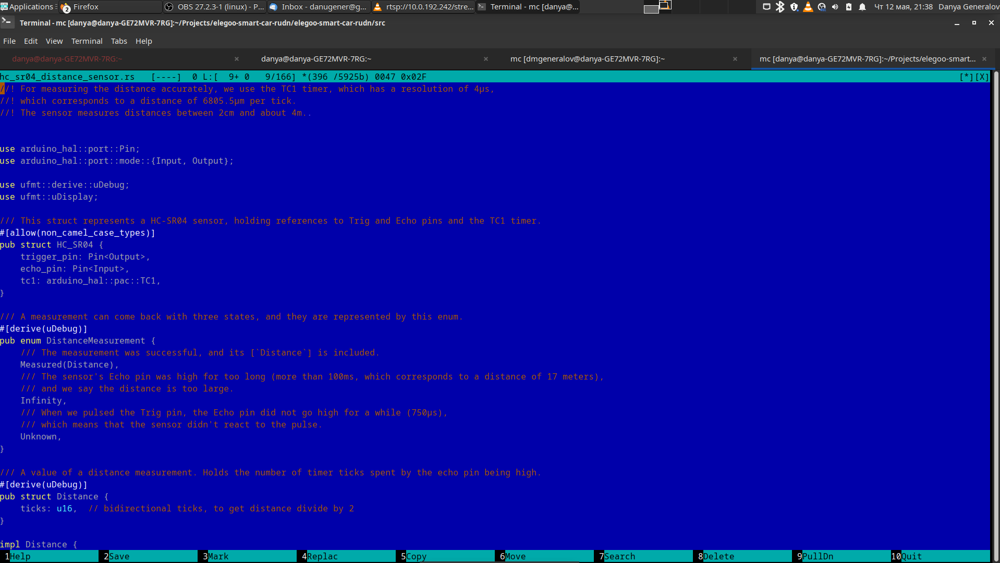 Applications
2
Firefox
OBS 27.2.3-1 (linux) - P...
Inbox - danugener@g...
rtsp://10.0.192.242/stre...
Terminal - mc [danya@...
Чт 12 мая, 21:38
Danya Generalov
Terminal - mc [danya@danya-GE72MVR-7RG]:~/Projects/elegoo-smart-car-rudn/elegoo-smart-car-rudn/src
File Edit View Terminal Tabs Help
danya@danya-GE72MVR-7RG:~
danya@danya-GE72MVR-7RG:~
mc [dmgeneralov@danya-GE72MVR-7RG]:~
mc [danya@danya-GE72MVR-7RG]:~/Projects/elegoo-smart...
hc_sr04_distance_sensor.rs [----] 0 L:[ 9+ 0 9/166] *(396 /5925b) 0047 0x02F [*][X]
//! For measuring the distance accurately, we use the TC1 timer, which has a resolution of 4µs,
//! which corresponds to a distance of 6805.5µm per tick.
//! The sensor measures distances between 2cm and about 4m..
use arduino_hal::port::Pin;
use arduino_hal::port::mode::{Input, Output};
use ufmt::derive::uDebug;
use ufmt::uDisplay;
/// This struct represents a HC-SR04 sensor, holding references to Trig and Echo pins and the TC1 timer.
#[allow(non_camel_case_types)]
pub struct HC_SR04 {
    trigger_pin: Pin<Output>,
    echo_pin: Pin<Input>,
    tc1: arduino_hal::pac::TC1,
}
/// A measurement can come back with three states, and they are represented by this enum.
#[derive(uDebug)]
pub enum DistanceMeasurement {
    /// The measurement was successful, and its [`Distance`] is included.
    Measured(Distance),
    /// The sensor's Echo pin was high for too long (more than 100ms, which corresponds to a distance of 17 meters),
    /// and we say the distance is too large.
    Infinity,
    /// When we pulsed the Trig pin, the Echo pin did not go high for a while (750µs),
    /// which means that the sensor didn't react to the pulse.
    Unknown,
}
/// A value of a distance measurement. Holds the number of timer ticks spent by the echo pin being high.
#[derive(uDebug)]
pub struct Distance {
    ticks: u16,  // bidirectional ticks, to get distance divide by 2
}
impl Distance {
1Help 2Save 3Mark 4Replac 5Copy 6Move 7Search 8Delete 9PullDn 10Quit